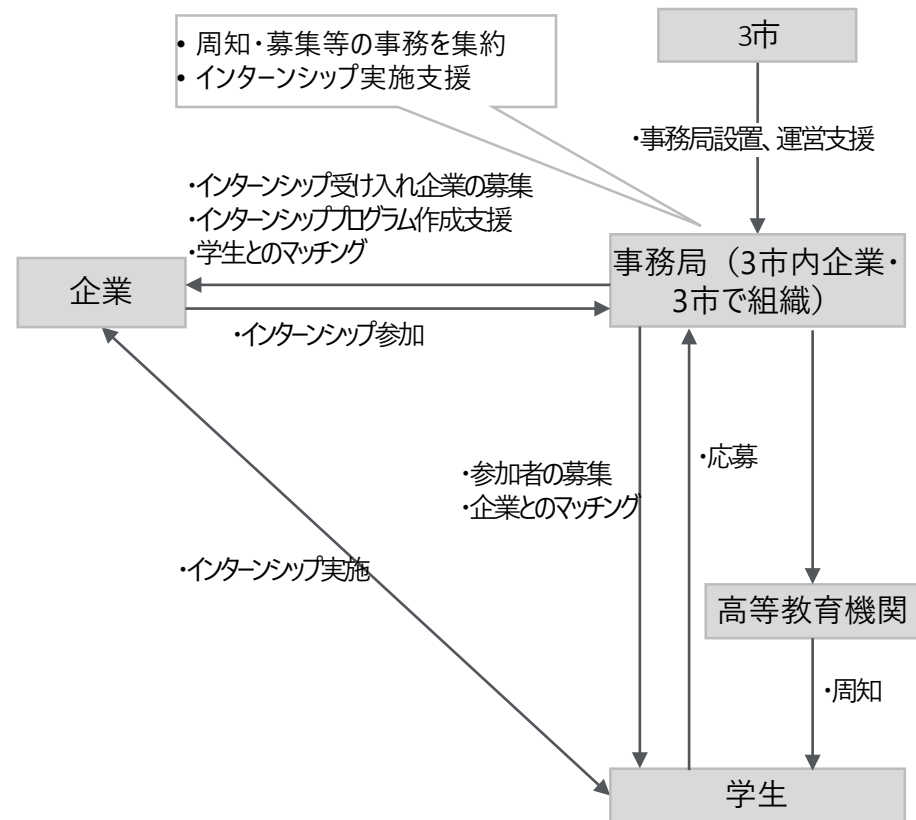 • 周知・募集等の事務を集約
• インターンシップ実施支援
3市
・事務局設置、運営支援
・インターンシップ受け入れ企業の募集
・インターンシッププログラム作成支援
・学生とのマッチング
企業
事務局（3市内企業・
3市で組織）
・インターンシップ参加
・参加者の募集
・企業とのマッチング
・応募
・インターンシップ実施
高等教育機関
・周知
学生